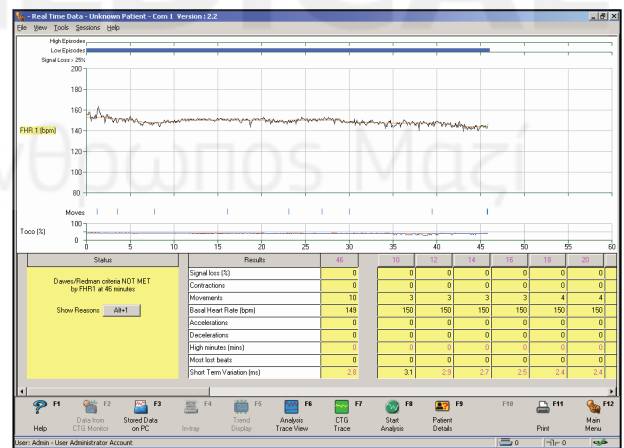 - Real Time Data - Unknown Patient - Com 1 Version : 2.2
File View Tools Sessions Help
High Episodes
Low Episodes
Signal Loss > 25%
200
180
160
140
FHR 1 (bpm)
120
100
80
Moves
100
Toco (%)
0
0 5 10 15 20 25 30 35 40 45 50 55 60
Status
Dawes/Redman criteria NOT MET
by FHR1 at 46 minutes
Show Reasons Alt+1
Results 46 10 12 14 16 18 20
Signal loss (%) 0 0 0 0 0 0 0
Contractions 0 0 0 0 0 0 0
Movements 10 3 3 3 3 4 4
Basal Heart Rate (bpm) 149 150 150 150 150 150 150
Accelerations 0 0 0 0 0 0 0
Decelerations 0 0 0 0 0 0 0
High minutes (mins) 0 0 0 0 0 0 0
Most lost beats 0 0 0 0 0 0 0
Short Term Variation (ms) 2.8 3.1 2.9 2.7 2.5 2.4 2.4
F1 F2 F3 F4 F5 F6 F7 F8 F9 F10 F11 F12
Help
Data from
CTG Monitor
Stored Data
on PC
In-tray
Trend
Display
Analysis
Trace View
CTG
Trace
Start
Analysis
Patient
Details
Print
Main
Menu
User: Admin - User Administrator Account
0 0
νθρωπος Μαζί